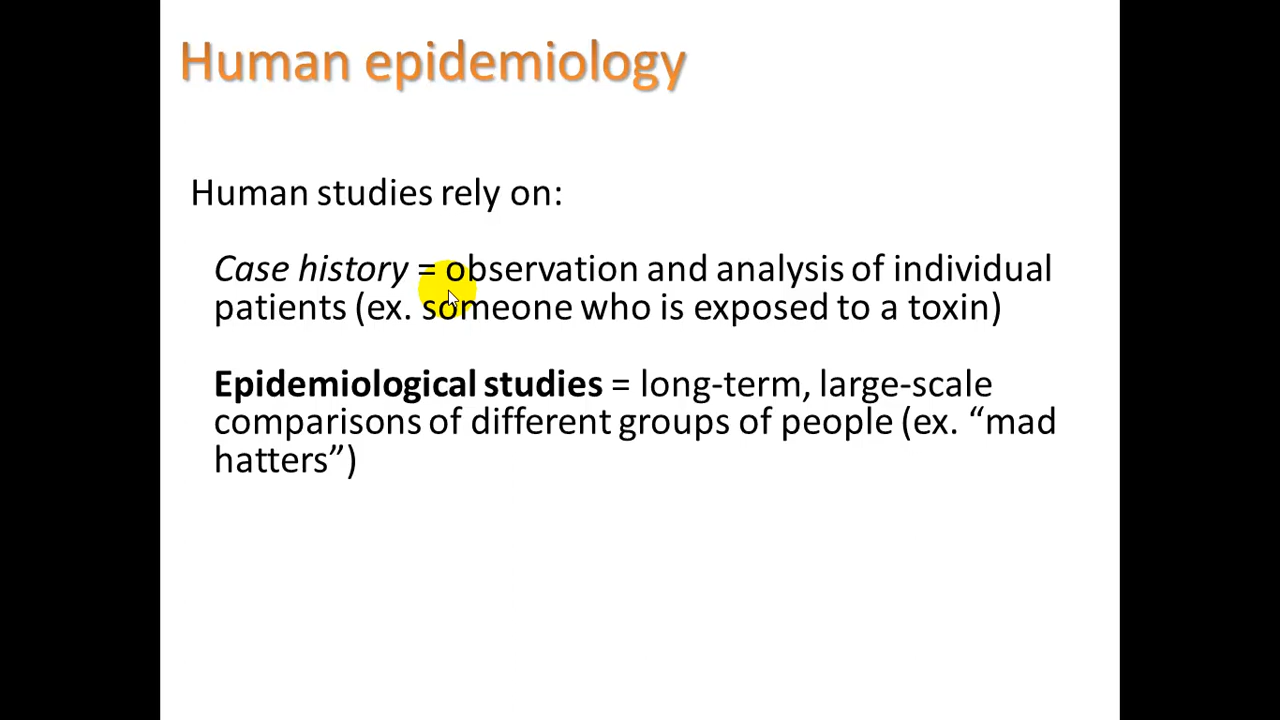 Human epidemiology
Human studies rely on:
Case history = observation and analysis of individual
patients (ex. someone who is exposed to a toxin)
Epidemiological studies = long-term, large-scale
comparisons of different groups of people (ex. “mad
hatters”)